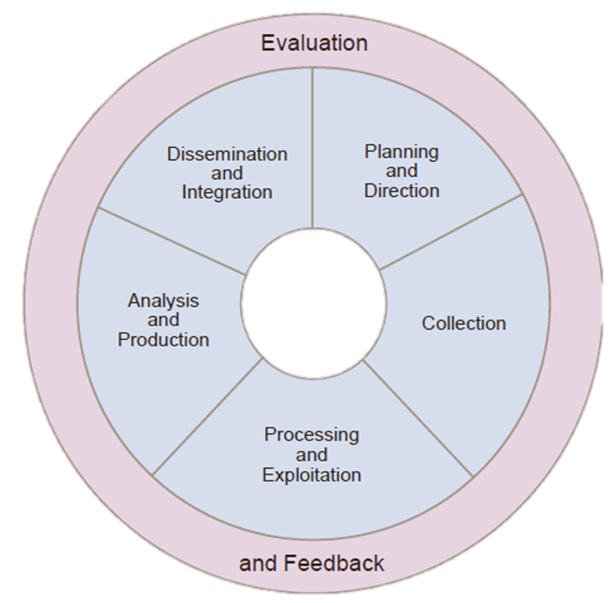 Evaluation
Planning
and
Direction
Collection
Processing
and
Exploitation
Analysis
and
Production
Dissemination
and
Integration
and Feedback